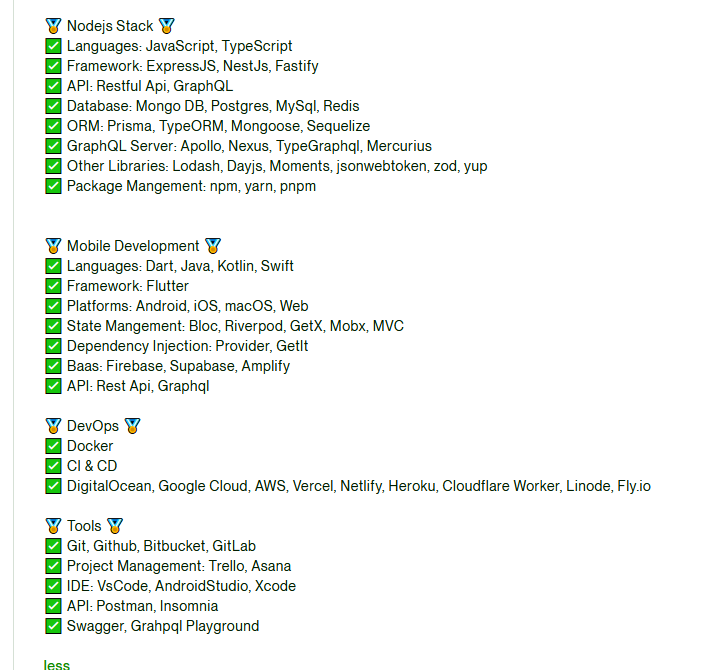 🏅 Nodejs Stack 🏅
✅ Languages: JavaScript, TypeScript
✅ Framework: ExpressJS, NestJs, Fastify
✅ API: Restful Api, GraphQL
✅ Database: Mongo DB, Postgres, MySql, Redis
✅ ORM: Prisma, TypeORM, Mongoose, Sequelize
✅ GraphQL Server: Apollo, Nexus, TypeGraphql, Mercurius
✅ Other Libraries: Lodash, Dayjs, Moments, jsonwebtoken, zod, yup
✅ Package Mangement: npm, yarn, pnpm
🏅 Mobile Development 🏅
✅ Languages: Dart, Java, Kotlin, Swift
✅ Framework: Flutter
✅ Platforms: Android, iOS, macOS, Web
✅ State Mangement: Bloc, Riverpod, GetX, Mobx, MVC
✅ Dependency Injection: Provider, GetIt
✅ Baas: Firebase, Supabase, Amplify
✅ API: Rest Api, Graphql
🏅 DevOps 🏅
✅ Docker
✅ CI & CD
✅ DigitalOcean, Google Cloud, AWS, Vercel, Netlify, Heroku, Cloudflare Worker, Linode, Fly.io
🏅 Tools 🏅
✅ Git, Github, Bitbucket, GitLab
✅ Project Management: Trello, Asana
✅ IDE: VsCode, AndroidStudio, Xcode
✅ API: Postman, Insomnia
✅ Swagger, Grahpql Playground
less